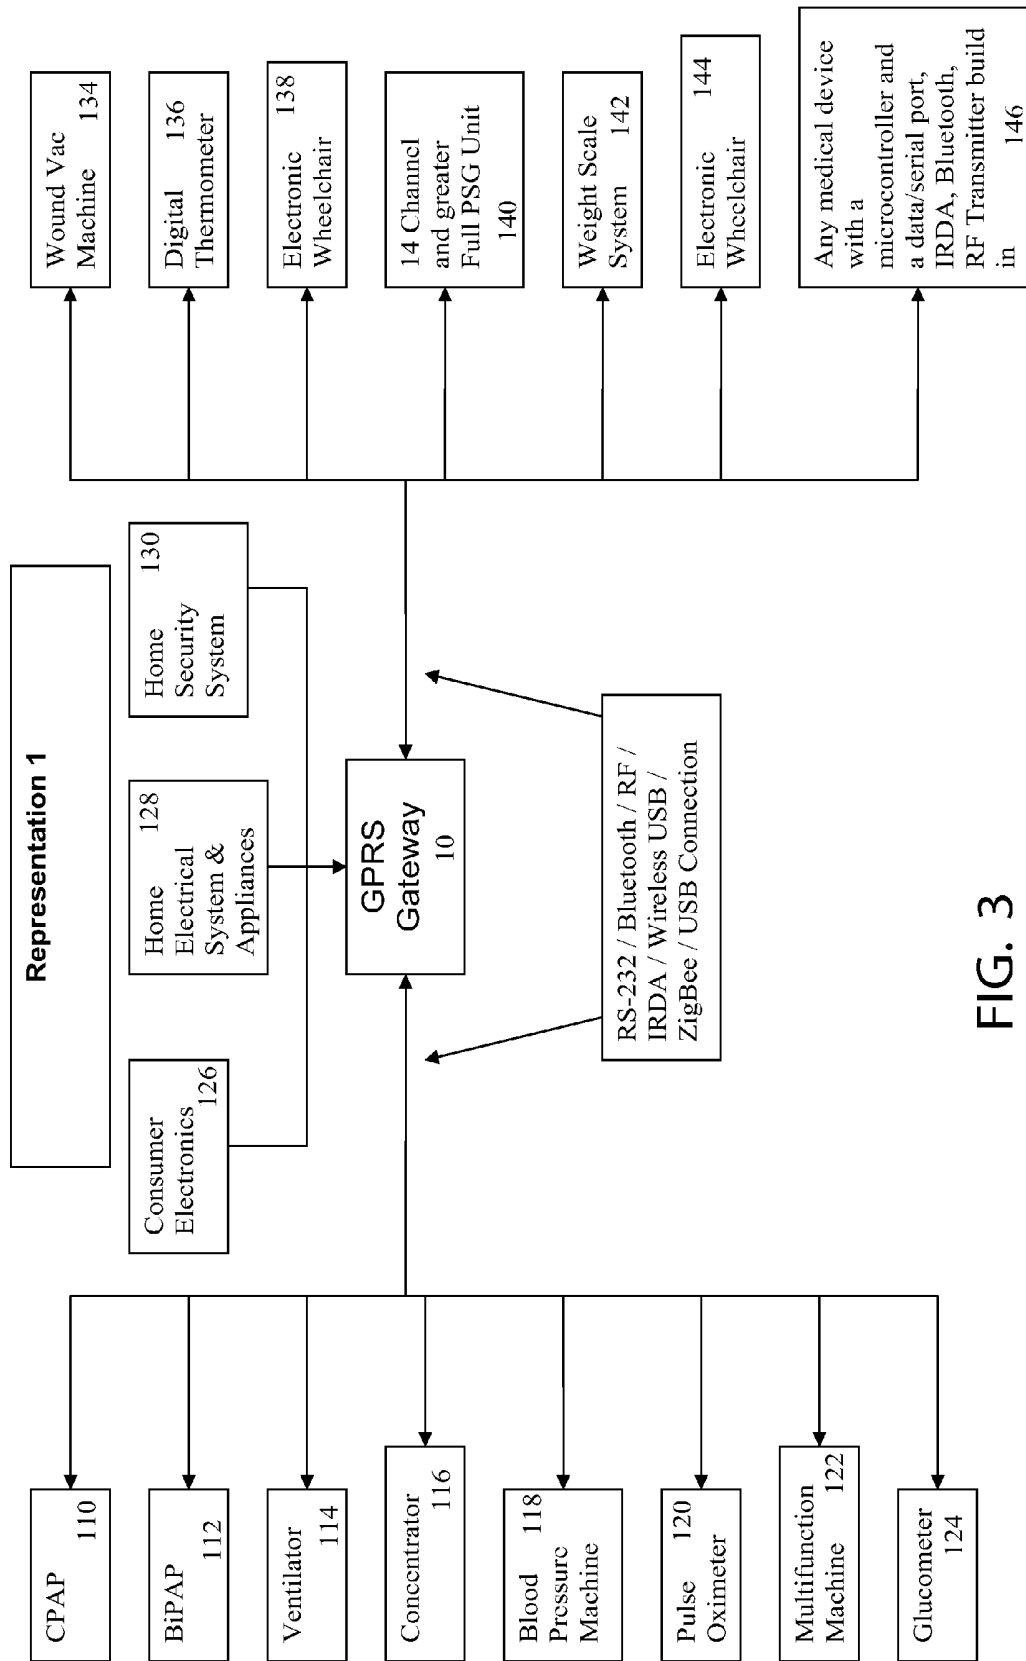 Representation 1
CPAP
110
BiPAP
112
Ventilator
114
Concentrator
116
Blood 118
Pressure
Machine
Pulse 120
Oximeter
Multifunction
Machine 122
Glucometer
124
Consumer
Electronics
126
Home 128
Electrical
System &
Appliances
Home 130
Security
System
GPRS
Gateway
10
RS-232 / Bluetooth / RF /
IRDA / Wireless USB /
ZigBee / USB Connection
Wound Vac
Machine 134
Digital 136
Thermometer
Electronic 138
Wheelchair
14 Channel
and greater
Full PSG Unit
140
Weight Scale
System 142
Electronic 144
Wheelchair
Any medical device
with a
microcontroller and
a data/serial port,
IRDA, Bluetooth,
RF Transmitter build
in 146
FIG. 3